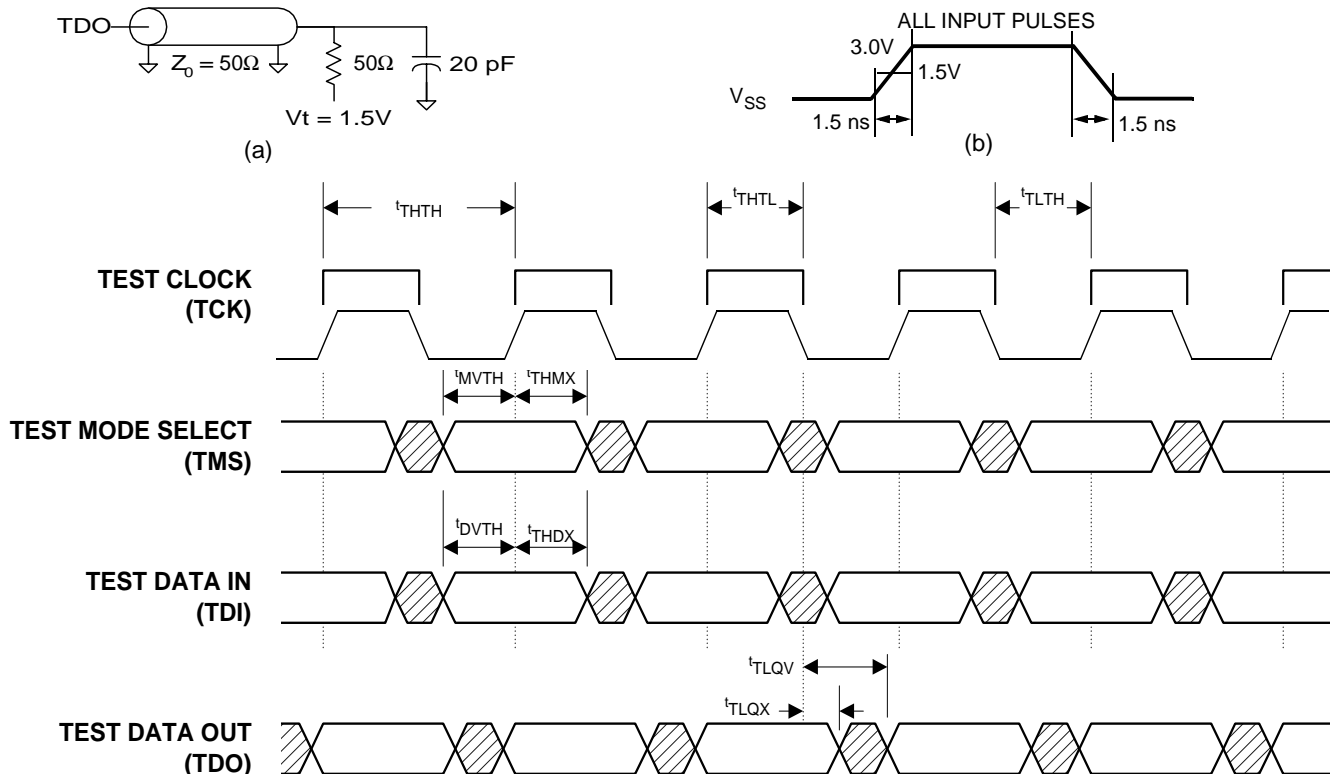 TDO
Z0 = 50Ω
50Ω
20 pF
Vt = 1.5V
(a)
ALL INPUT PULSES
3.0V
1.5V
VSS
1.5 ns
1.5 ns
(b)
tTHTH
tTHTL
tTLTH
TEST CLOCK
(TCK)
tMVTH
tTHMX
TEST MODE SELECT
(TMS)
tDVTH
tTHDX
TEST DATA IN
(TDI)
tTLQV
tTLQX
TEST DATA OUT
(TDO)